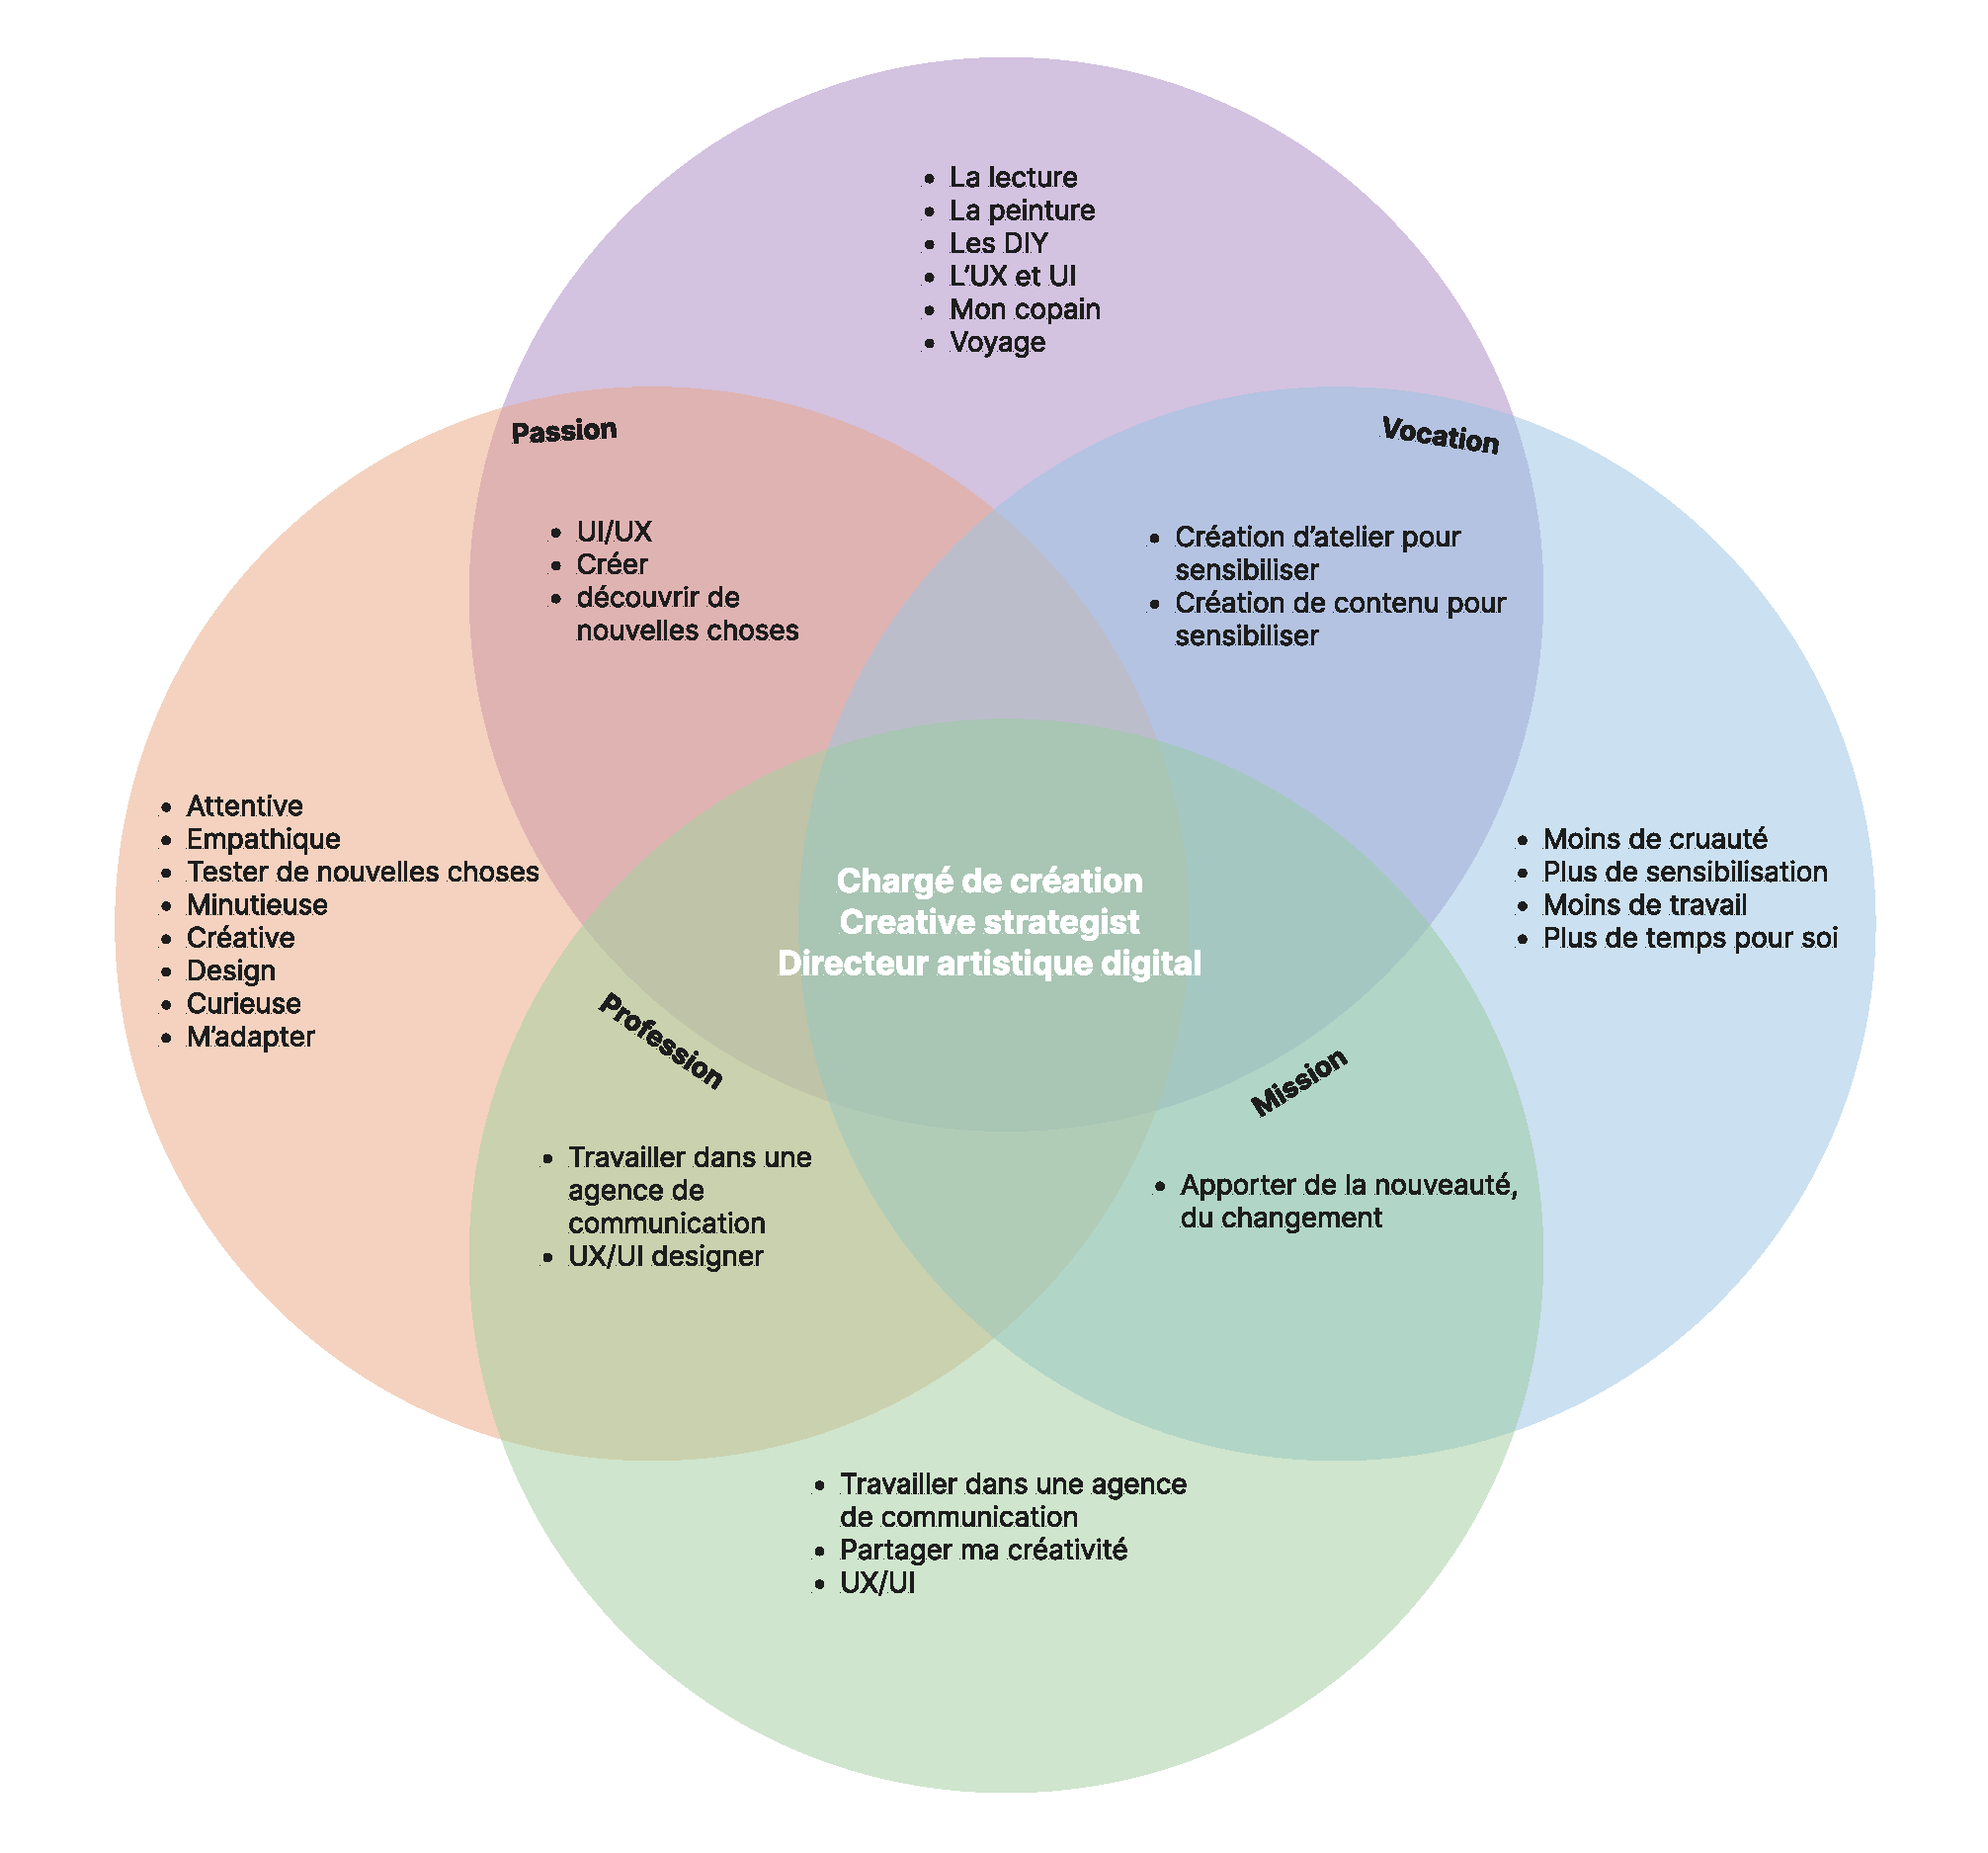 • La lecture
• La peinture
• Les DIY
• L'UX et UI
• Mon copain
• Voyage
Passion
• UI/UX
• Créer
• découvrir de
nouvelles choses
Vocation
• Création d'atelier pour
sensibiliser
• Création de contenu pour
sensibiliser
• Attentive
• Empathique
• Tester de nouvelles choses
• Minutieuse
• Créative
• Design
• Curieuse
• M'adapter
Chargé de création
Creative strategist
Directeur artistique digital
• Moins de cruauté
• Plus de sensibilisation
• Moins de travail
• Plus de temps pour soi
Profession
• Travailler dans une
agence de
communication
• UX/UI designer
Mission
• Apporter de la nouveauté,
du changement
• Travailler dans une agence
de communication
• Partager ma créativité
• UX/UI